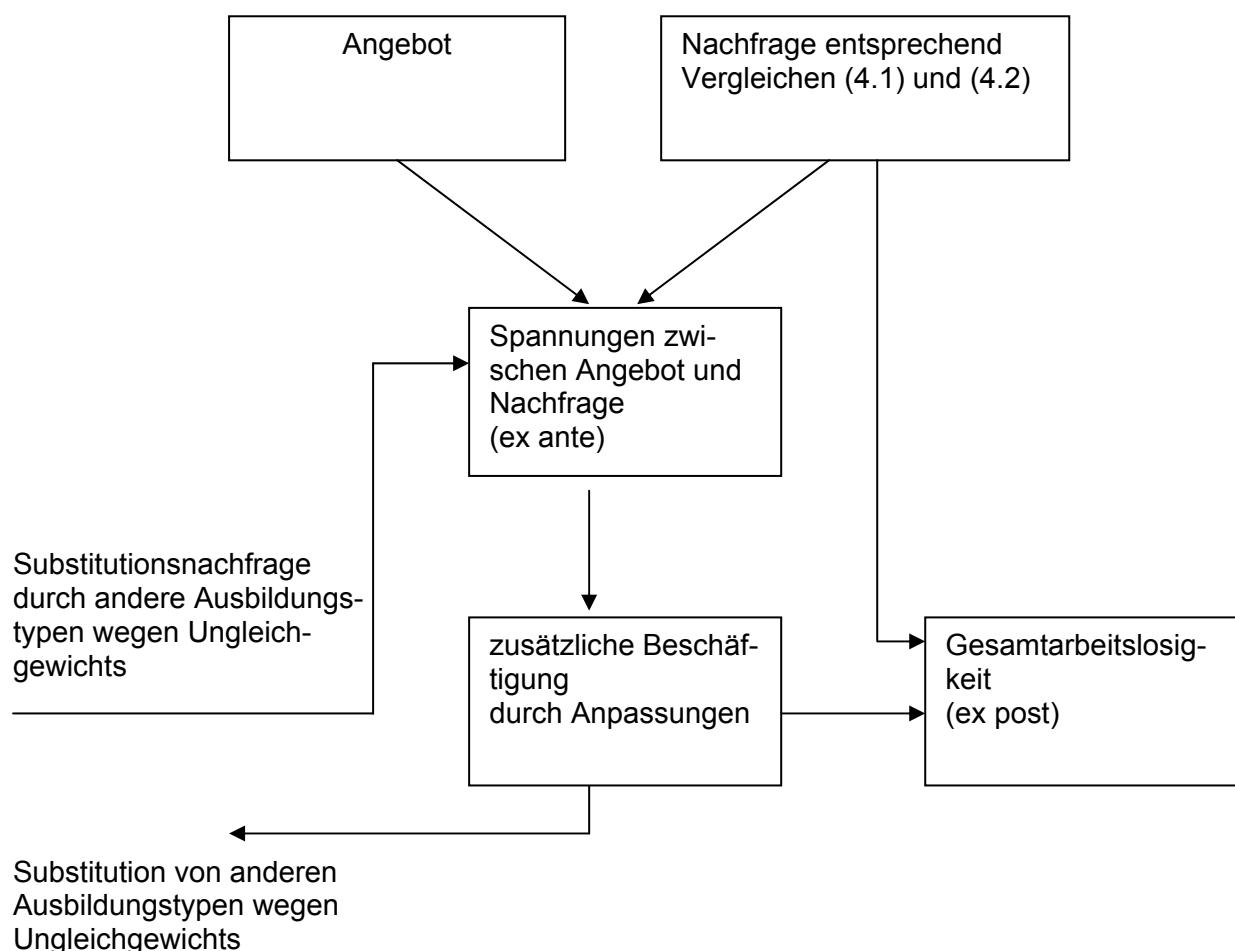 Angebot
Nachfrage entsprechend
Vergleichen (4.1) und (4.2)
Spannungen zwi-
schen Angebot und
Nachfrage
(ex ante)
Substitutionsnachfrage
durch andere Ausbildungs-
typen wegen Ungleich-
gewichts
zusätzliche Beschäf-
tigung
durch Anpassungen
Gesamtarbeitslosig-
keit
(ex post)
Substitution von anderen
Ausbildungstypen wegen
Ungleichgewichts